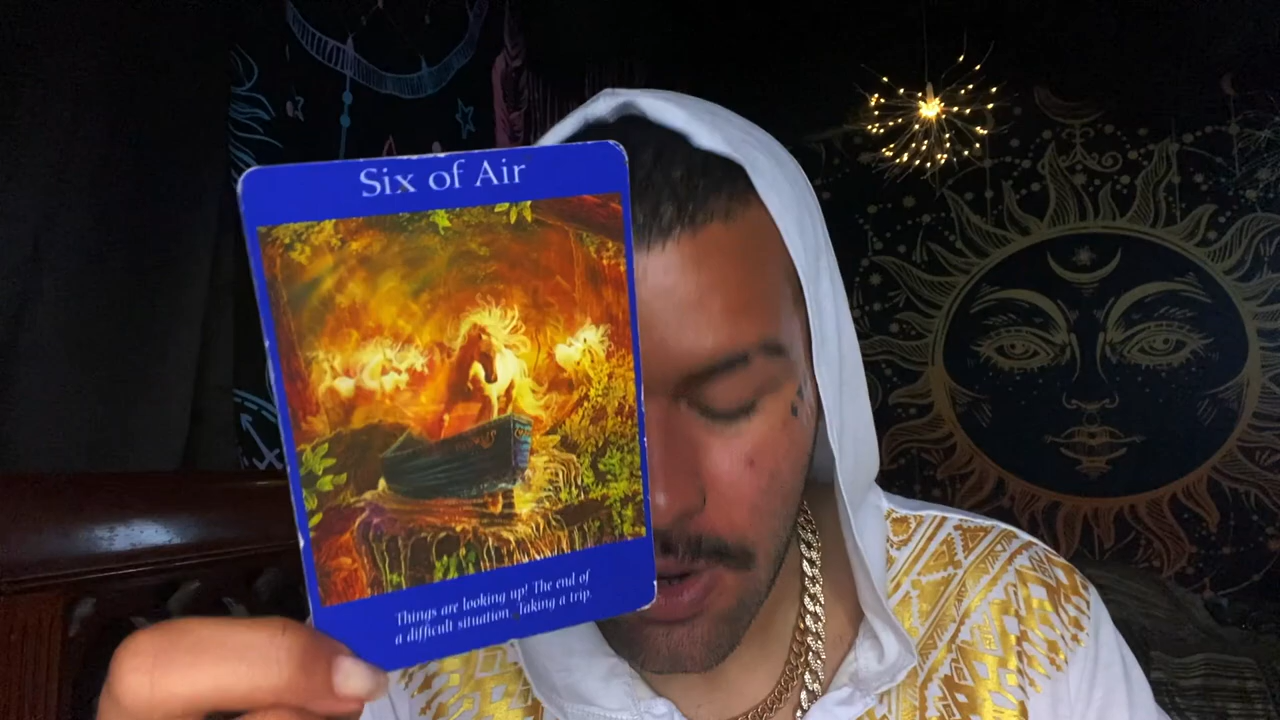 Six of Air
Things are looking up! The end of
a difficult situation. Taking a trip.